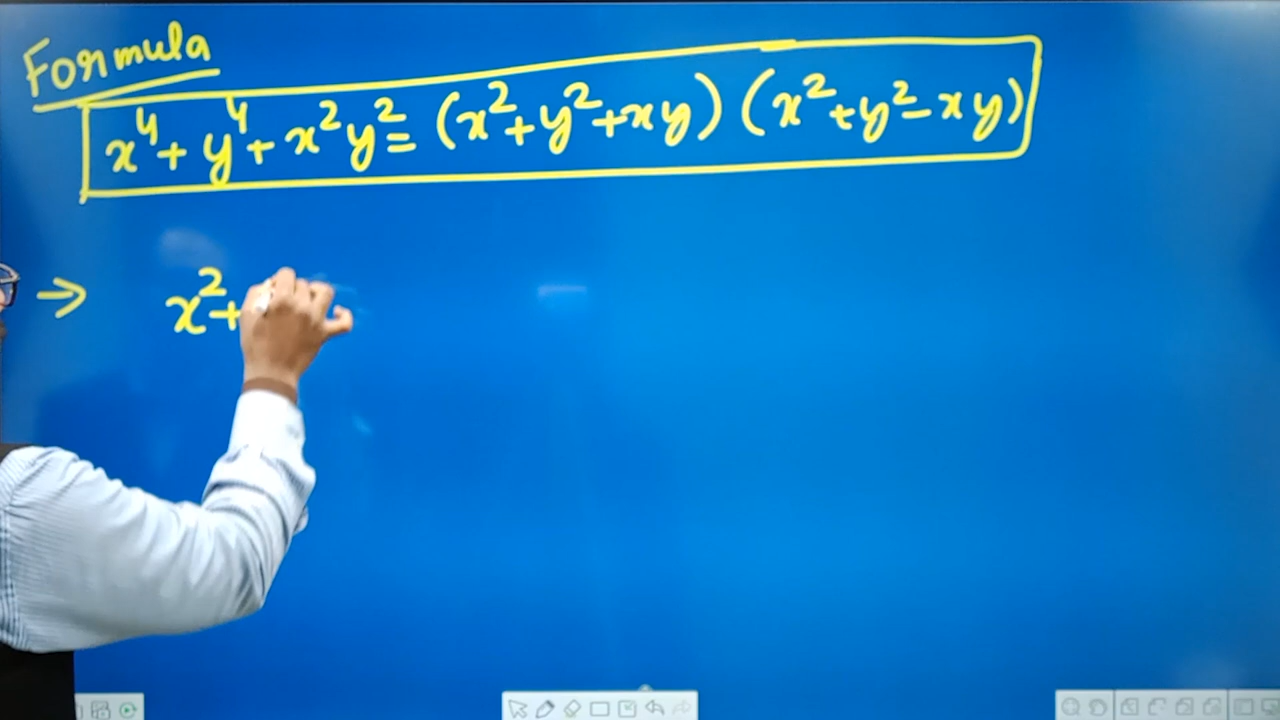 Formula
x⁴+ y⁴+ x²y²= (x²+y²+xy) (x²+y²-xy)
→ x²+